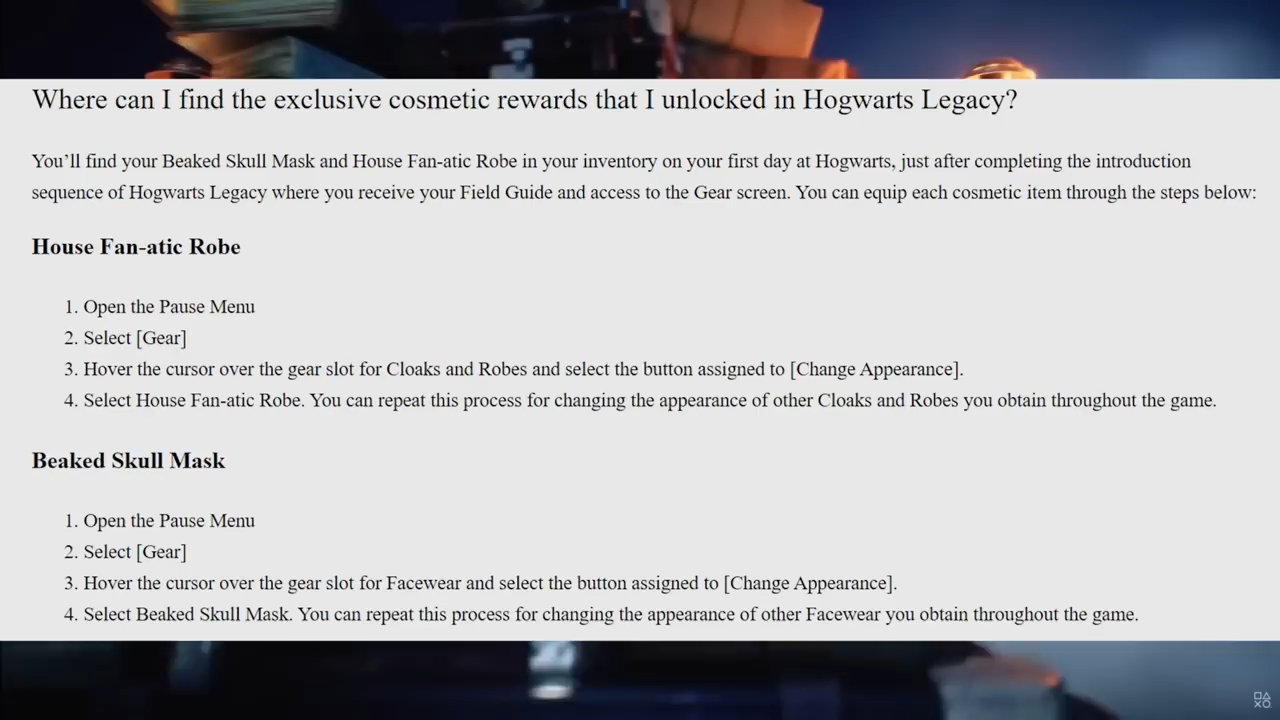 Where can I find the exclusive cosmetic rewards that I unlocked in Hogwarts Legacy?
You’ll find your Beaked Skull Mask and House Fan-atic Robe in your inventory on your first day at Hogwarts, just after completing the introduction
sequence of Hogwarts Legacy where you receive your Field Guide and access to the Gear screen. You can equip each cosmetic item through the steps below:
House Fan-atic Robe
1. Open the Pause Menu
2. Select [Gear]
3. Hover the cursor over the gear slot for Cloaks and Robes and select the button assigned to [Change Appearance].
4. Select House Fan-atic Robe. You can repeat this process for changing the appearance of other Cloaks and Robes you obtain throughout the game.
Beaked Skull Mask
1. Open the Pause Menu
2. Select [Gear]
3. Hover the cursor over the gear slot for Facewear and select the button assigned to [Change Appearance].
4. Select Beaked Skull Mask. You can repeat this process for changing the appearance of other Facewear you obtain throughout the game.